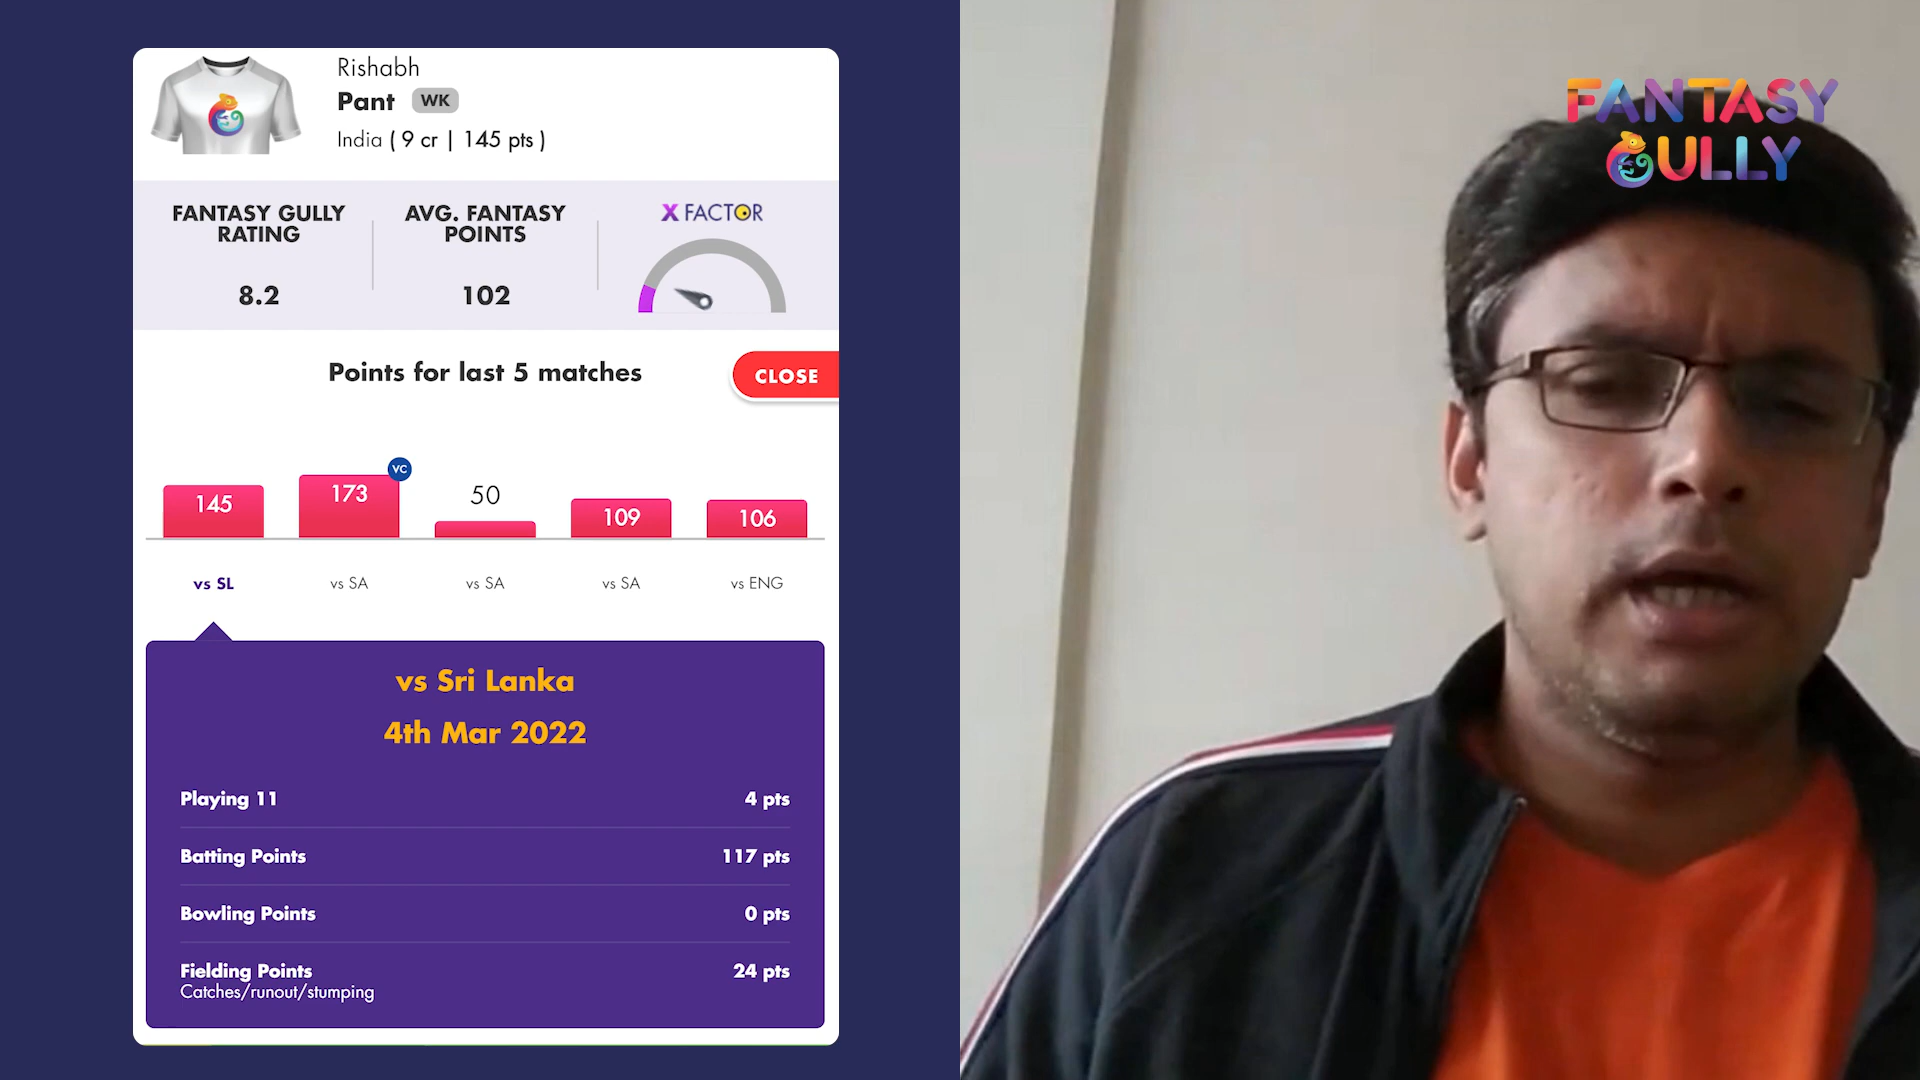 Rishabh
Pant WK
India ( 9 cr | 145 pts )
FANTASY GULLY
RATING
8.2
AVG. FANTASY
POINTS
102
X FACTOR
Points for last 5 matches
CLOSE
145
173
VC
50
109
106
vs SL
vs SA
vs SA
vs SA
vs ENG
vs Sri Lanka
4th Mar 2022
Playing 11 4 pts
Batting Points 117 pts
Bowling Points 0 pts
Fielding Points 24 pts
Catches/runout/stumping
FANTASY
GULLY